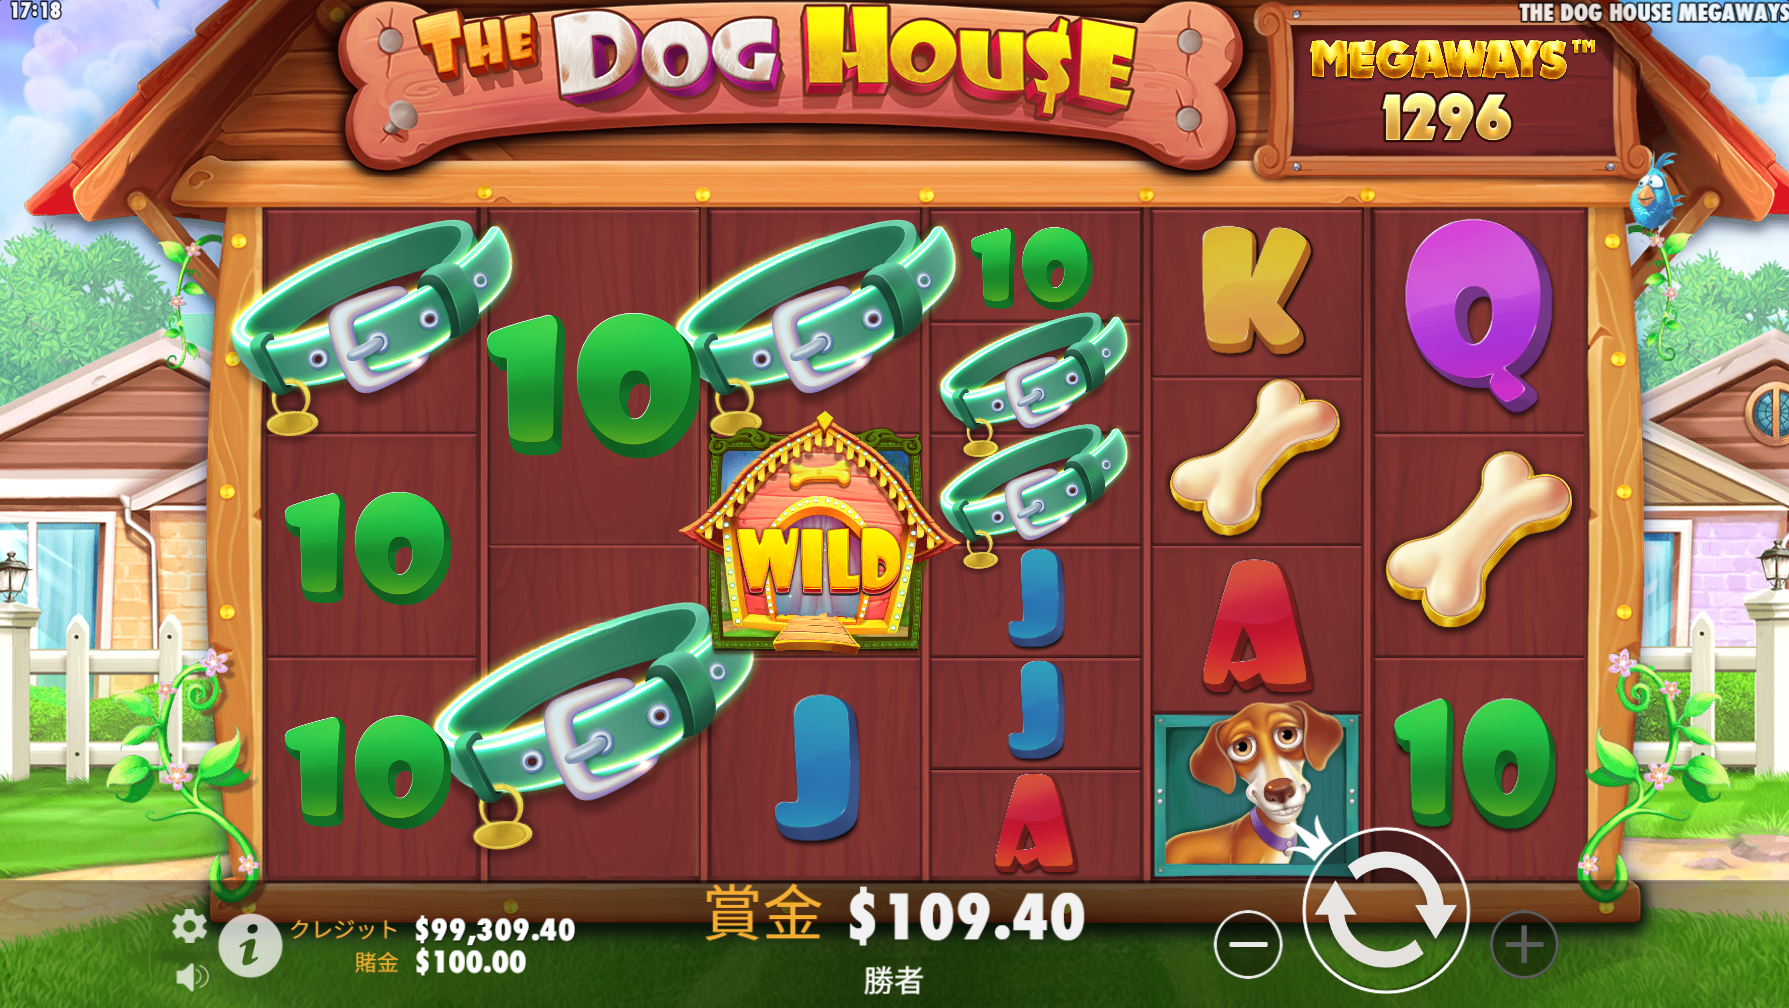 17:18
THE DOG HOUSE MEGAWAYS
THE DOG HOU$E
MEGAWAYS™
1296
10 K Q
10
WILD
10
J
A
10
J
J
10
A
クレジット $99,309.40
賭金 $100.00
賞金 $109.40
勝者